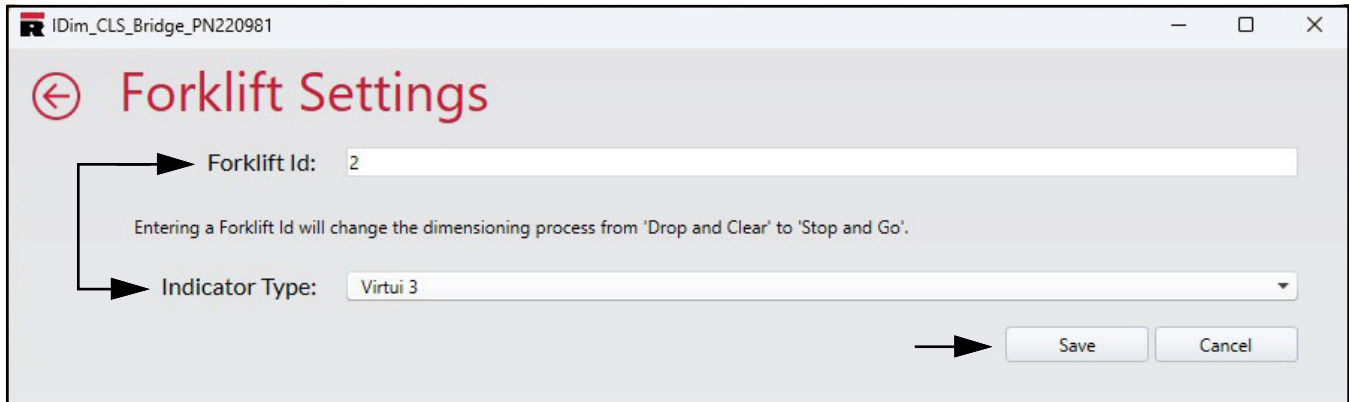 IDim_CLS_Bridge_PN220981
Forklift Settings
Forklift Id: 2
Entering a Forklift Id will change the dimensioning process from 'Drop and Clear' to 'Stop and Go'.
Indicator Type: Virtui 3
Save Cancel